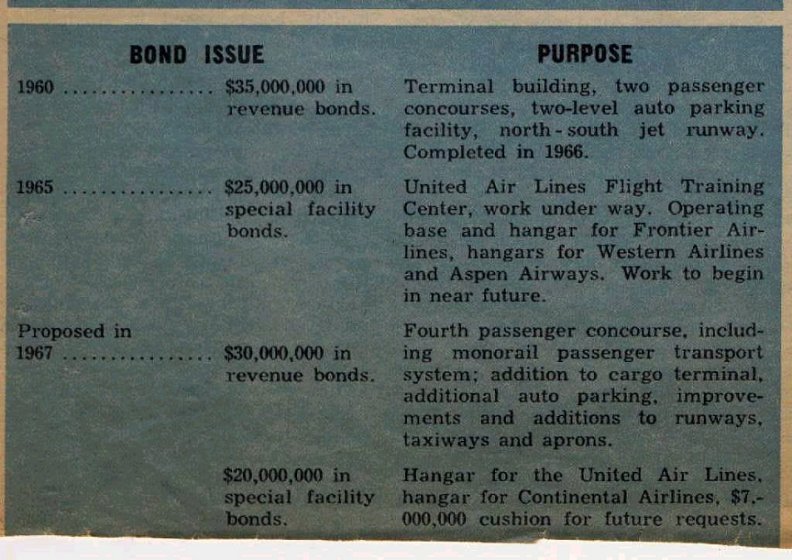 BOND ISSUE PURPOSE
1960 ................ $35,000,000 in Terminal building, two passenger
revenue bonds. concourses, two-level auto parking
facility, north-south jet runway.
Completed in 1966.
1965 ................ $25,000,000 in United Air Lines Flight Training
special facility Center, work under way. Operating
bonds. base and hangar for Frontier Air-
lines, hangars for Western Airlines
and Aspen Airways. Work to begin
in near future.
Proposed in Fourth passenger concourse, includ-
1967 ................ $30,000,000 in ing monorail passenger transport
revenue bonds. system; addition to cargo terminal,
additional auto parking, improve-
ments and additions to runways,
taxiways and aprons.
$20,000,000 in Hangar for the United Air Lines,
special facility hangar for Continental Airlines, $7,-
bonds. 000,000 cushion for future requests.